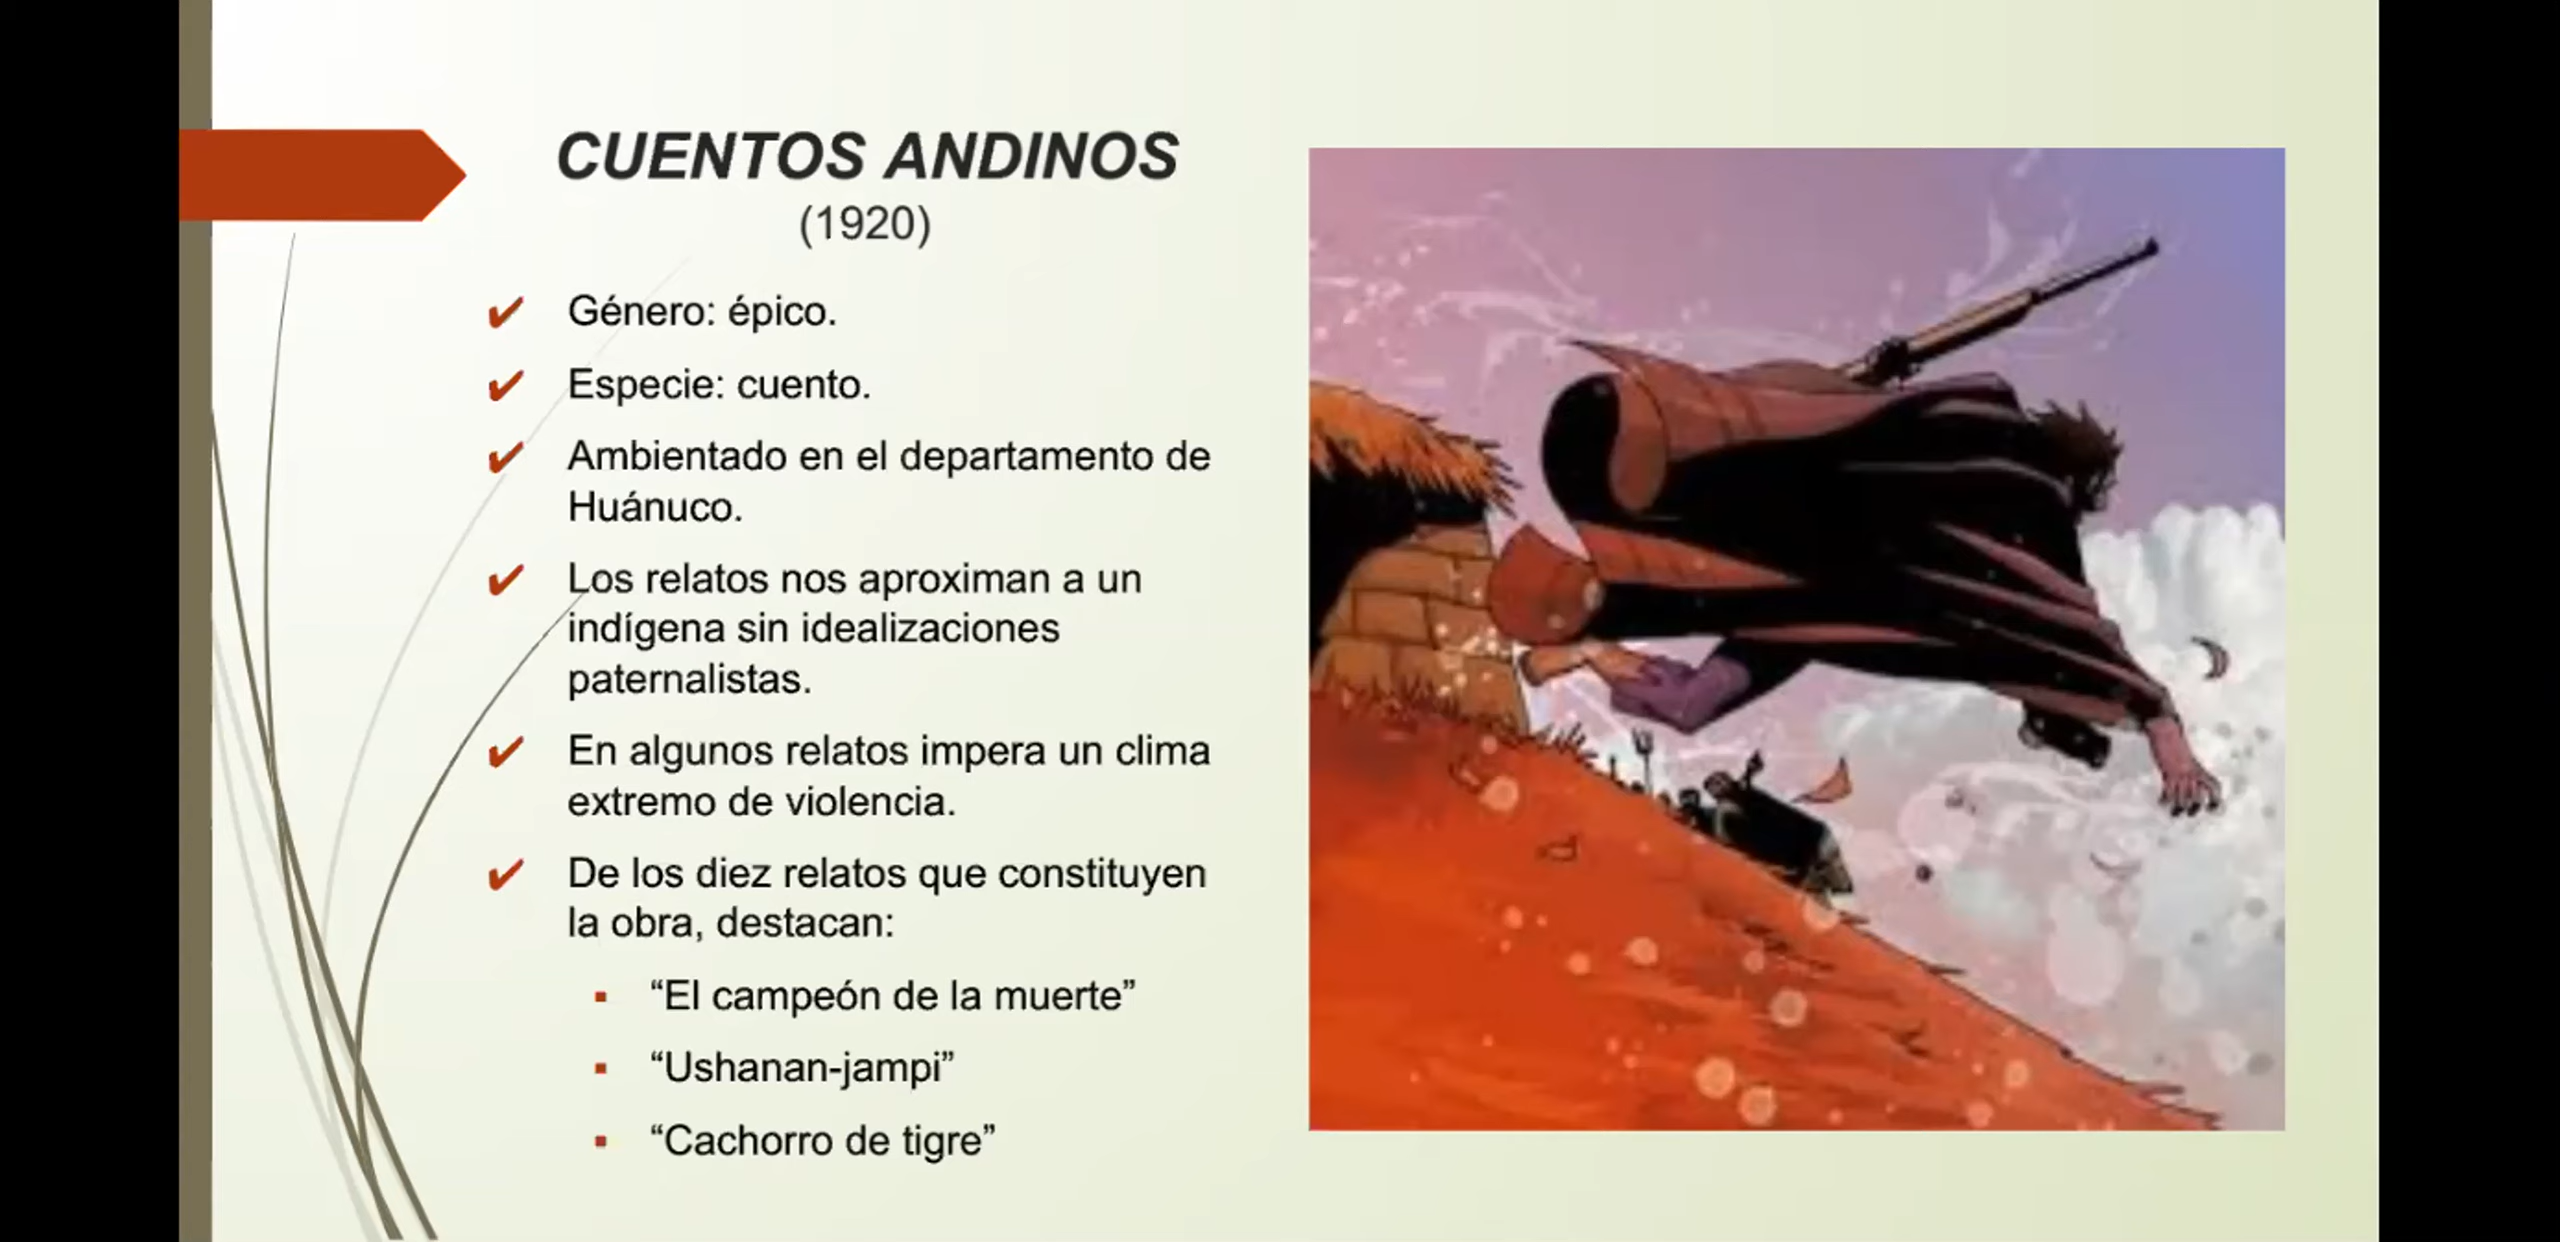 CUENTOS ANDINOS
(1920)
Género: épico.
Especie: cuento.
Ambientado en el departamento de
Huánuco.
Los relatos nos aproximan a un
indígena sin idealizaciones
paternalistas.
En algunos relatos impera un clima
extremo de violencia.
De los diez relatos que constituyen
la obra, destacan:
“El campeón de la muerte”
“Ushanan-jampi”
“Cachorro de tigre”